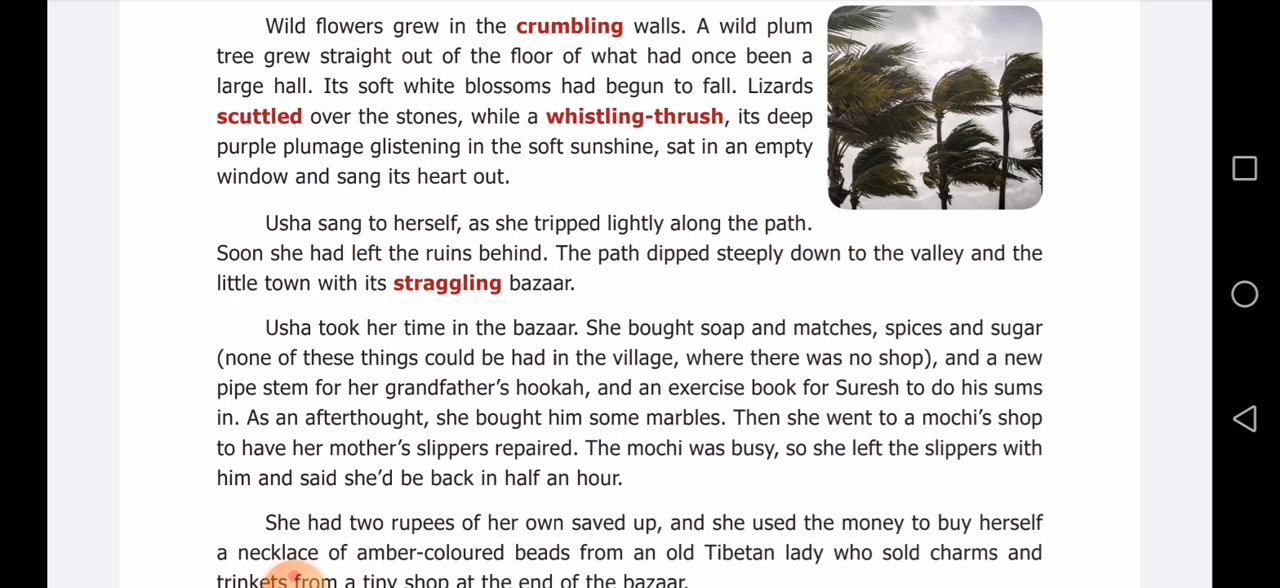 Wild flowers grew in the crumbling walls. A wild plum
tree grew straight out of the floor of what had once been a
large hall. Its soft white blossoms had begun to fall. Lizards
scuttled over the stones, while a whistling-thrush, its deep
purple plumage glistening in the soft sunshine, sat in an empty
window and sang its heart out.
Usha sang to herself, as she tripped lightly along the path.
Soon she had left the ruins behind. The path dipped steeply down to the valley and the
little town with its straggling bazaar.
Usha took her time in the bazaar. She bought soap and matches, spices and sugar
(none of these things could be had in the village, where there was no shop), and a new
pipe stem for her grandfather’s hookah, and an exercise book for Suresh to do his sums
in. As an afterthought, she bought him some marbles. Then she went to a mochi’s shop
to have her mother’s slippers repaired. The mochi was busy, so she left the slippers with
him and said she’d be back in half an hour.
She had two rupees of her own saved up, and she used the money to buy herself
a necklace of amber-coloured beads from an old Tibetan lady who sold charms and
trinkets from a tiny shop at the end of the bazaar.